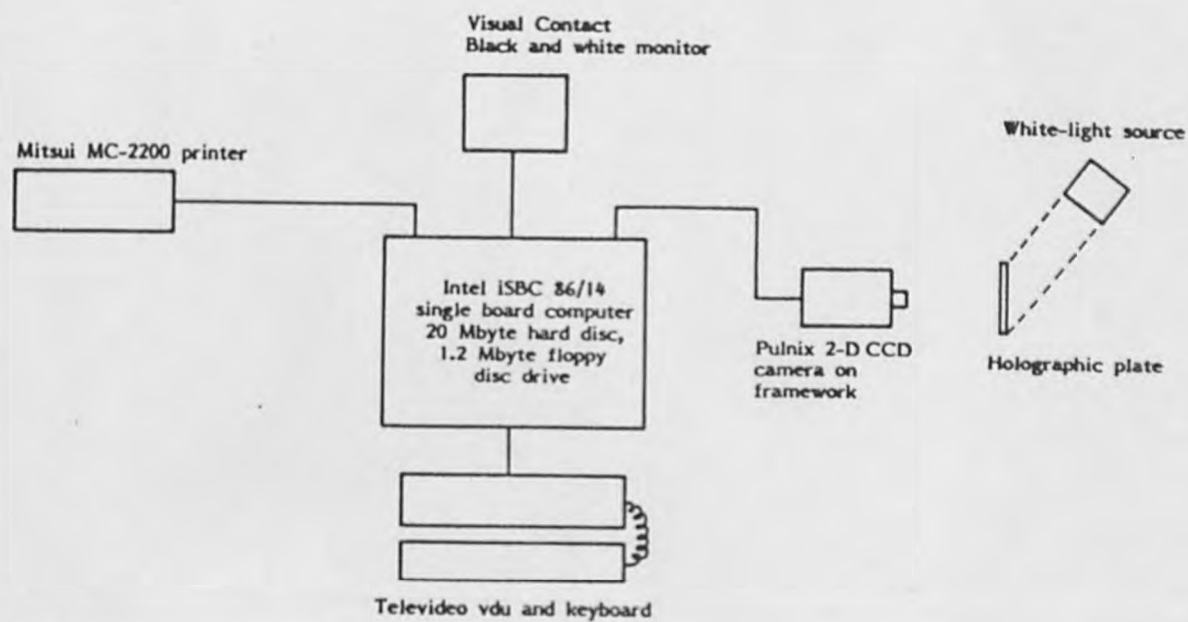 Visual Contact
Black and white monitor
White-light source
Mitsui MC-2200 printer
Intel iSBC 86/14
single board computer
20 Mbyte hard disc,
1.2 Mbyte floppy
disc drive
Pulnix 2-D CCD
camera on
framework
Holographic plate
Televideo vdu and keyboard